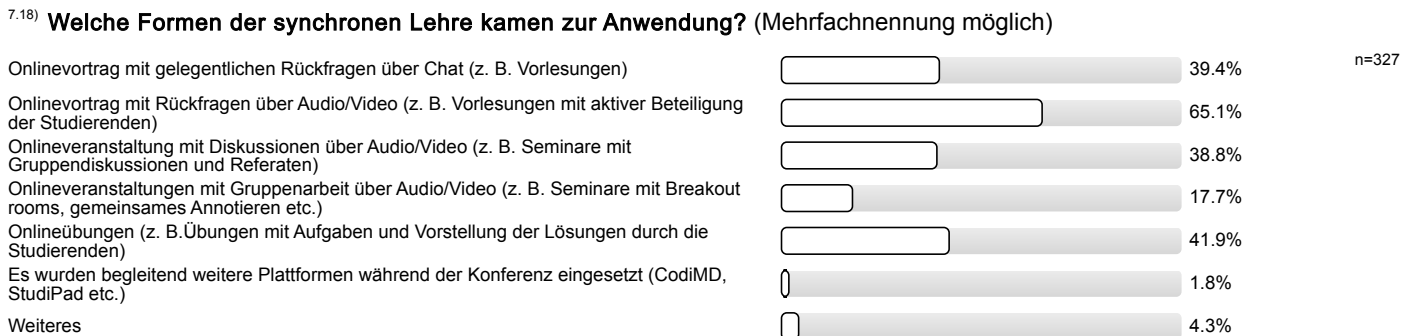 7.18) Welche Formen der synchronen Lehre kamen zur Anwendung? (Mehrfachnennung möglich)
n=327
Onlinevortrag mit gelegentlichen Rückfragen über Chat (z. B. Vorlesungen) 39.4%
Onlinevortrag mit Rückfragen über Audio/Video (z. B. Vorlesungen mit aktiver Beteiligung
der Studierenden) 65.1%
Onlineveranstaltung mit Diskussionen über Audio/Video (z. B. Seminare mit
Gruppendiskussionen und Referaten) 38.8%
Onlineveranstaltungen mit Gruppenarbeit über Audio/Video (z. B. Seminare mit Breakout
rooms, gemeinsames Annotieren etc.) 17.7%
Onlineübungen (z. B.Übungen mit Aufgaben und Vorstellung der Lösungen durch die
Studierenden) 41.9%
Es wurden begleitend weitere Plattformen während der Konferenz eingesetzt (CodiMD,
StudiPad etc.) 1.8%
Weiteres 4.3%